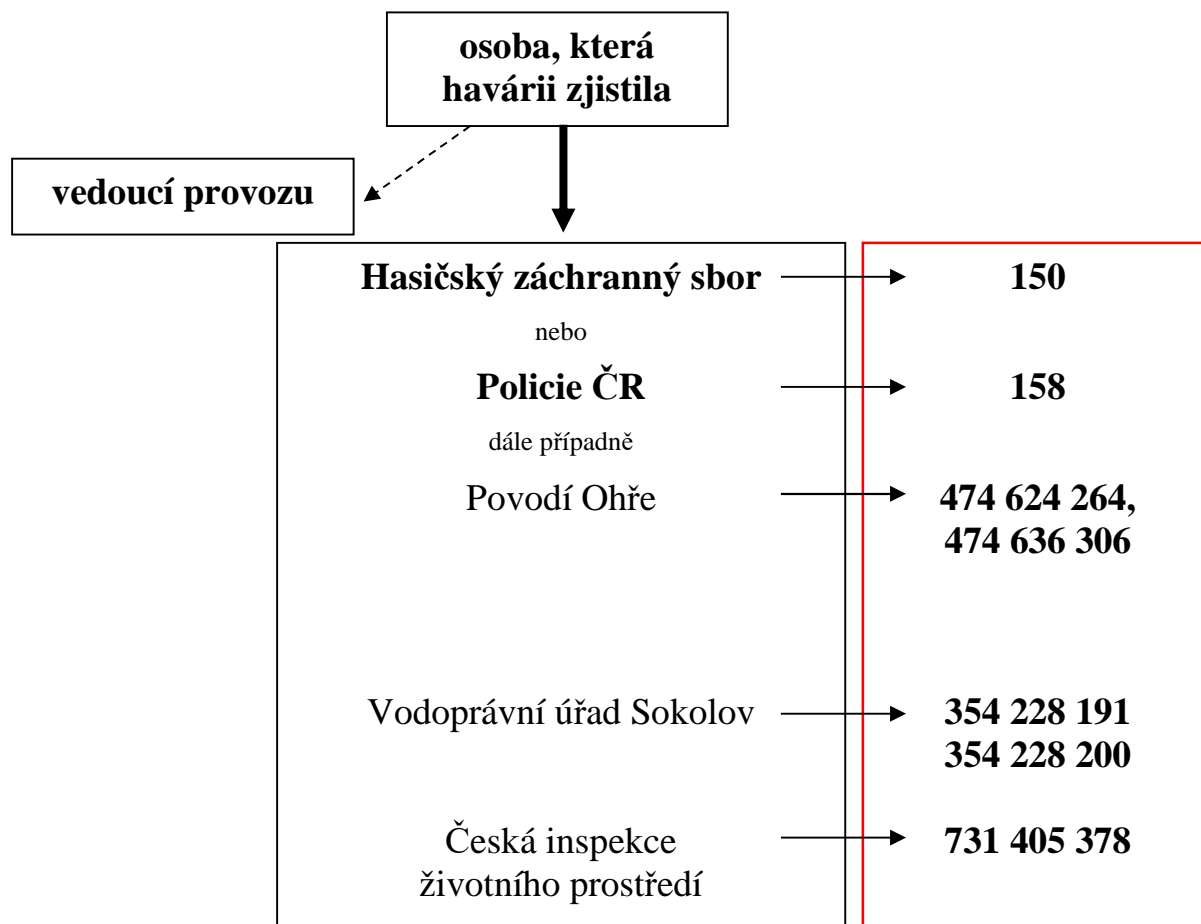 osoba, která
havárii zjistila
vedoucí provozu
Hasičský záchranný sbor
150
nebo
Policie ČR
158
dále případně
Povodí Ohře
474 624 264,
474 636 306
Vodoprávní úřad Sokolov
354 228 191
354 228 200
Česká inspekce
životního prostředí
731 405 378